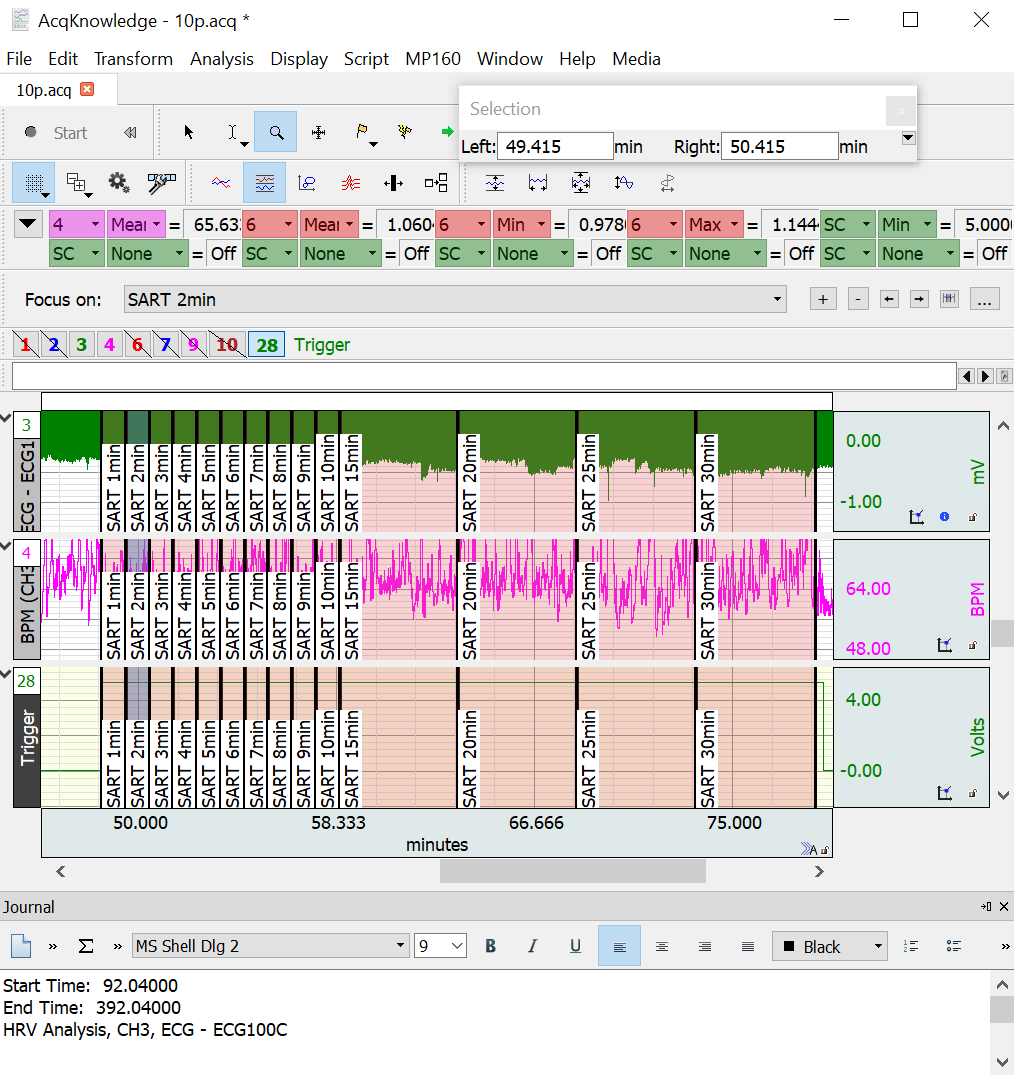 AcqKnowledge - 10p.acq *
File Edit Transform Analysis Display Script MP160 Window Help Media
10p.acq
Selection
Start
Left: 49.415 min Right: 50.415 min
4 Mear = 65.63 6 Mear = 1.060 6 Min = 0.978 6 Max = 1.144 SC Min = 5.000
SC None = Off SC None = Off SC None = Off SC None = Off SC None = Off
Focus on: SART 2min + - ...
1 2 3 4 6 7 9 10 28 Trigger
3
ECG - ECG1
SART 1min SART 2min SART 3min SART 4min SART 5min SART 6min SART 7min SART 8min SART 9min SART 10min SART 15min SART 20min SART 25min SART 30min
0.00
mV
-1.00
4
BPM (CH3
SART 1min SART 2min SART 3min SART 4min SART 5min SART 6min SART 7min SART 8min SART 9min SART 10min SART 15min SART 20min SART 25min SART 30min
64.00
BPM
48.00
28
Trigger
SART 1min SART 2min SART 3min SART 4min SART 5min SART 6min SART 7min SART 8min SART 9min SART 10min SART 15min SART 20min SART 25min SART 30min
4.00
Volts
-0.00
50.000 58.333 66.666 75.000
minutes
A
Journal
» Σ » MS Shell Dlg 2 9 B I U Black »
Start Time: 92.04000
End Time: 392.04000
HRV Analysis, CH3, ECG - ECG100C